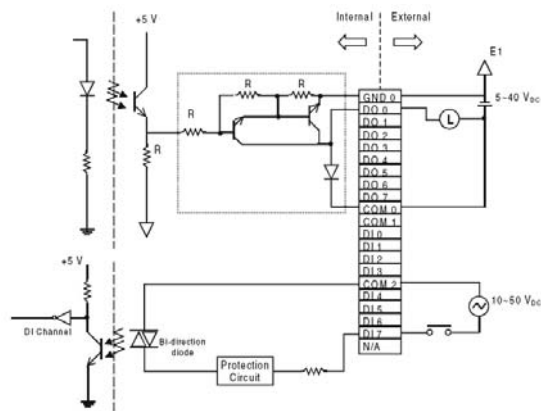 Internal
External
+5 V
E1
R
R
R
R
GND 0
DO 0
DO 1
DO 2
DO 3
DO 4
DO 5
DO 6
DO 7
COM 0
COM 1
DI 0
DI 1
DI 2
DI 3
COM 2
DI 4
DI 5
DI 6
DI 7
N/A
L
5-40 VDC
+5 V
DI Channel
Bi-direction
diode
Protection
Circuit
10~50 VDC